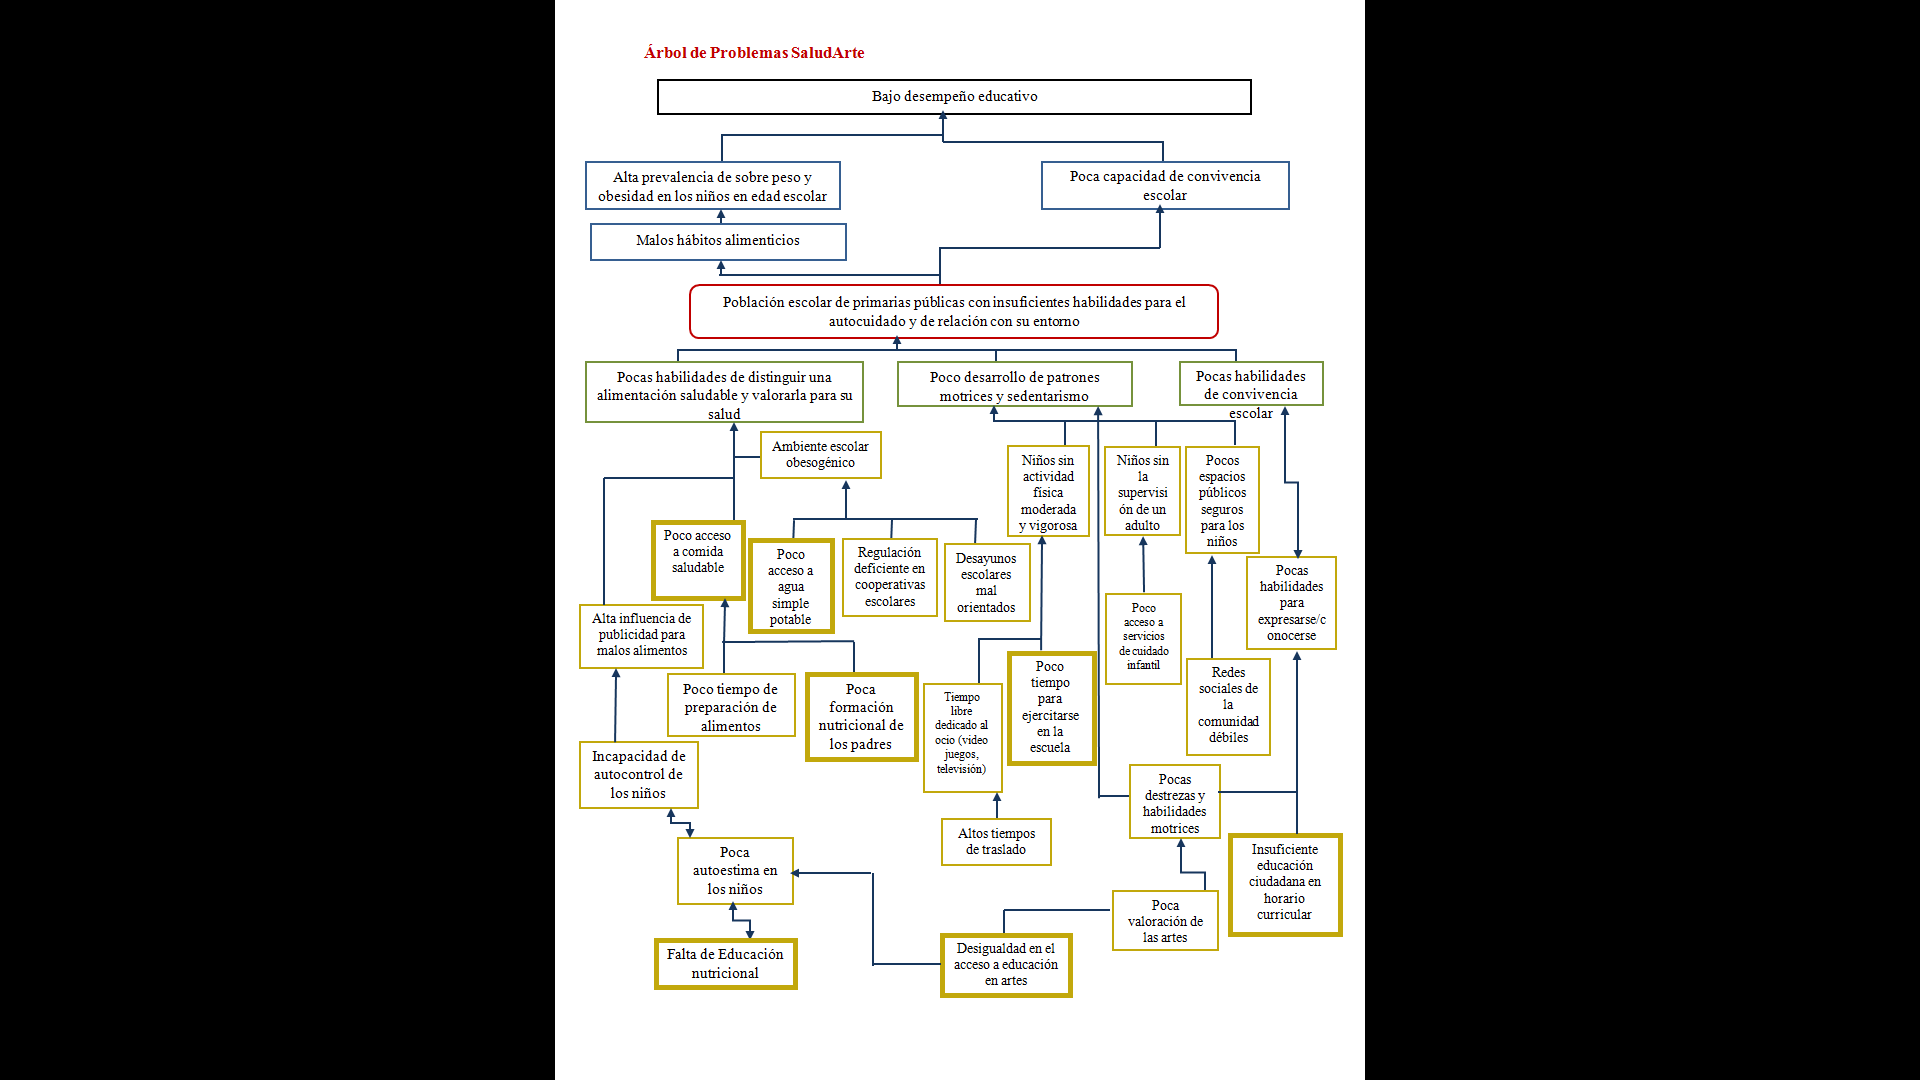 Árbol de Problemas SaludArte
Bajo desempeño educativo
Alta prevalencia de sobre peso y
obesidad en los niños en edad escolar
Poca capacidad de convivencia
escolar
Malos hábitos alimenticios
Población escolar de primarias públicas con insuficientes habilidades para el
autocuidado y de relación con su entorno
Pocas habilidades de distinguir una
alimentación saludable y valorarla para su
salud
Poco desarrollo de patrones
motrices y sedentarismo
Pocas habilidades
de convivencia
escolar
Ambiente escolar
obesogénico
Niños sin
actividad
física
moderada
y vigorosa
Niños sin
la
supervisi
ón de un
adulto
Pocos
espacios
públicos
seguros
para los
niños
Poco acceso
a comida
saludable
Poco
acceso a
agua
simple
potable
Regulación
deficiente en
cooperativas
escolares
Desayunos
escolares
mal
orientados
Pocas
habilidades
para
expresarse/c
onocerse
Alta influencia de
publicidad para
malos alimentos
Poco
acceso a
servicios
de cuidado
infantil
Poco tiempo de
preparación de
alimentos
Poca
formación
nutricional de
los padres
Tiempo
libre
dedicado al
ocio (video
juegos,
televisión)
Poco
tiempo
para
ejercitarse
en la
escuela
Redes
sociales de
la
comunidad
débiles
Incapacidad de
autocontrol de
los niños
Pocas
destrezas y
habilidades
motrices
Altos tiempos
de traslado
Poca
autoestima en
los niños
Insuficiente
educación
ciudadana en
horario
curricular
Poca
valoración de
las artes
Falta de Educación
nutricional
Desigualdad en el
acceso a educación
en artes